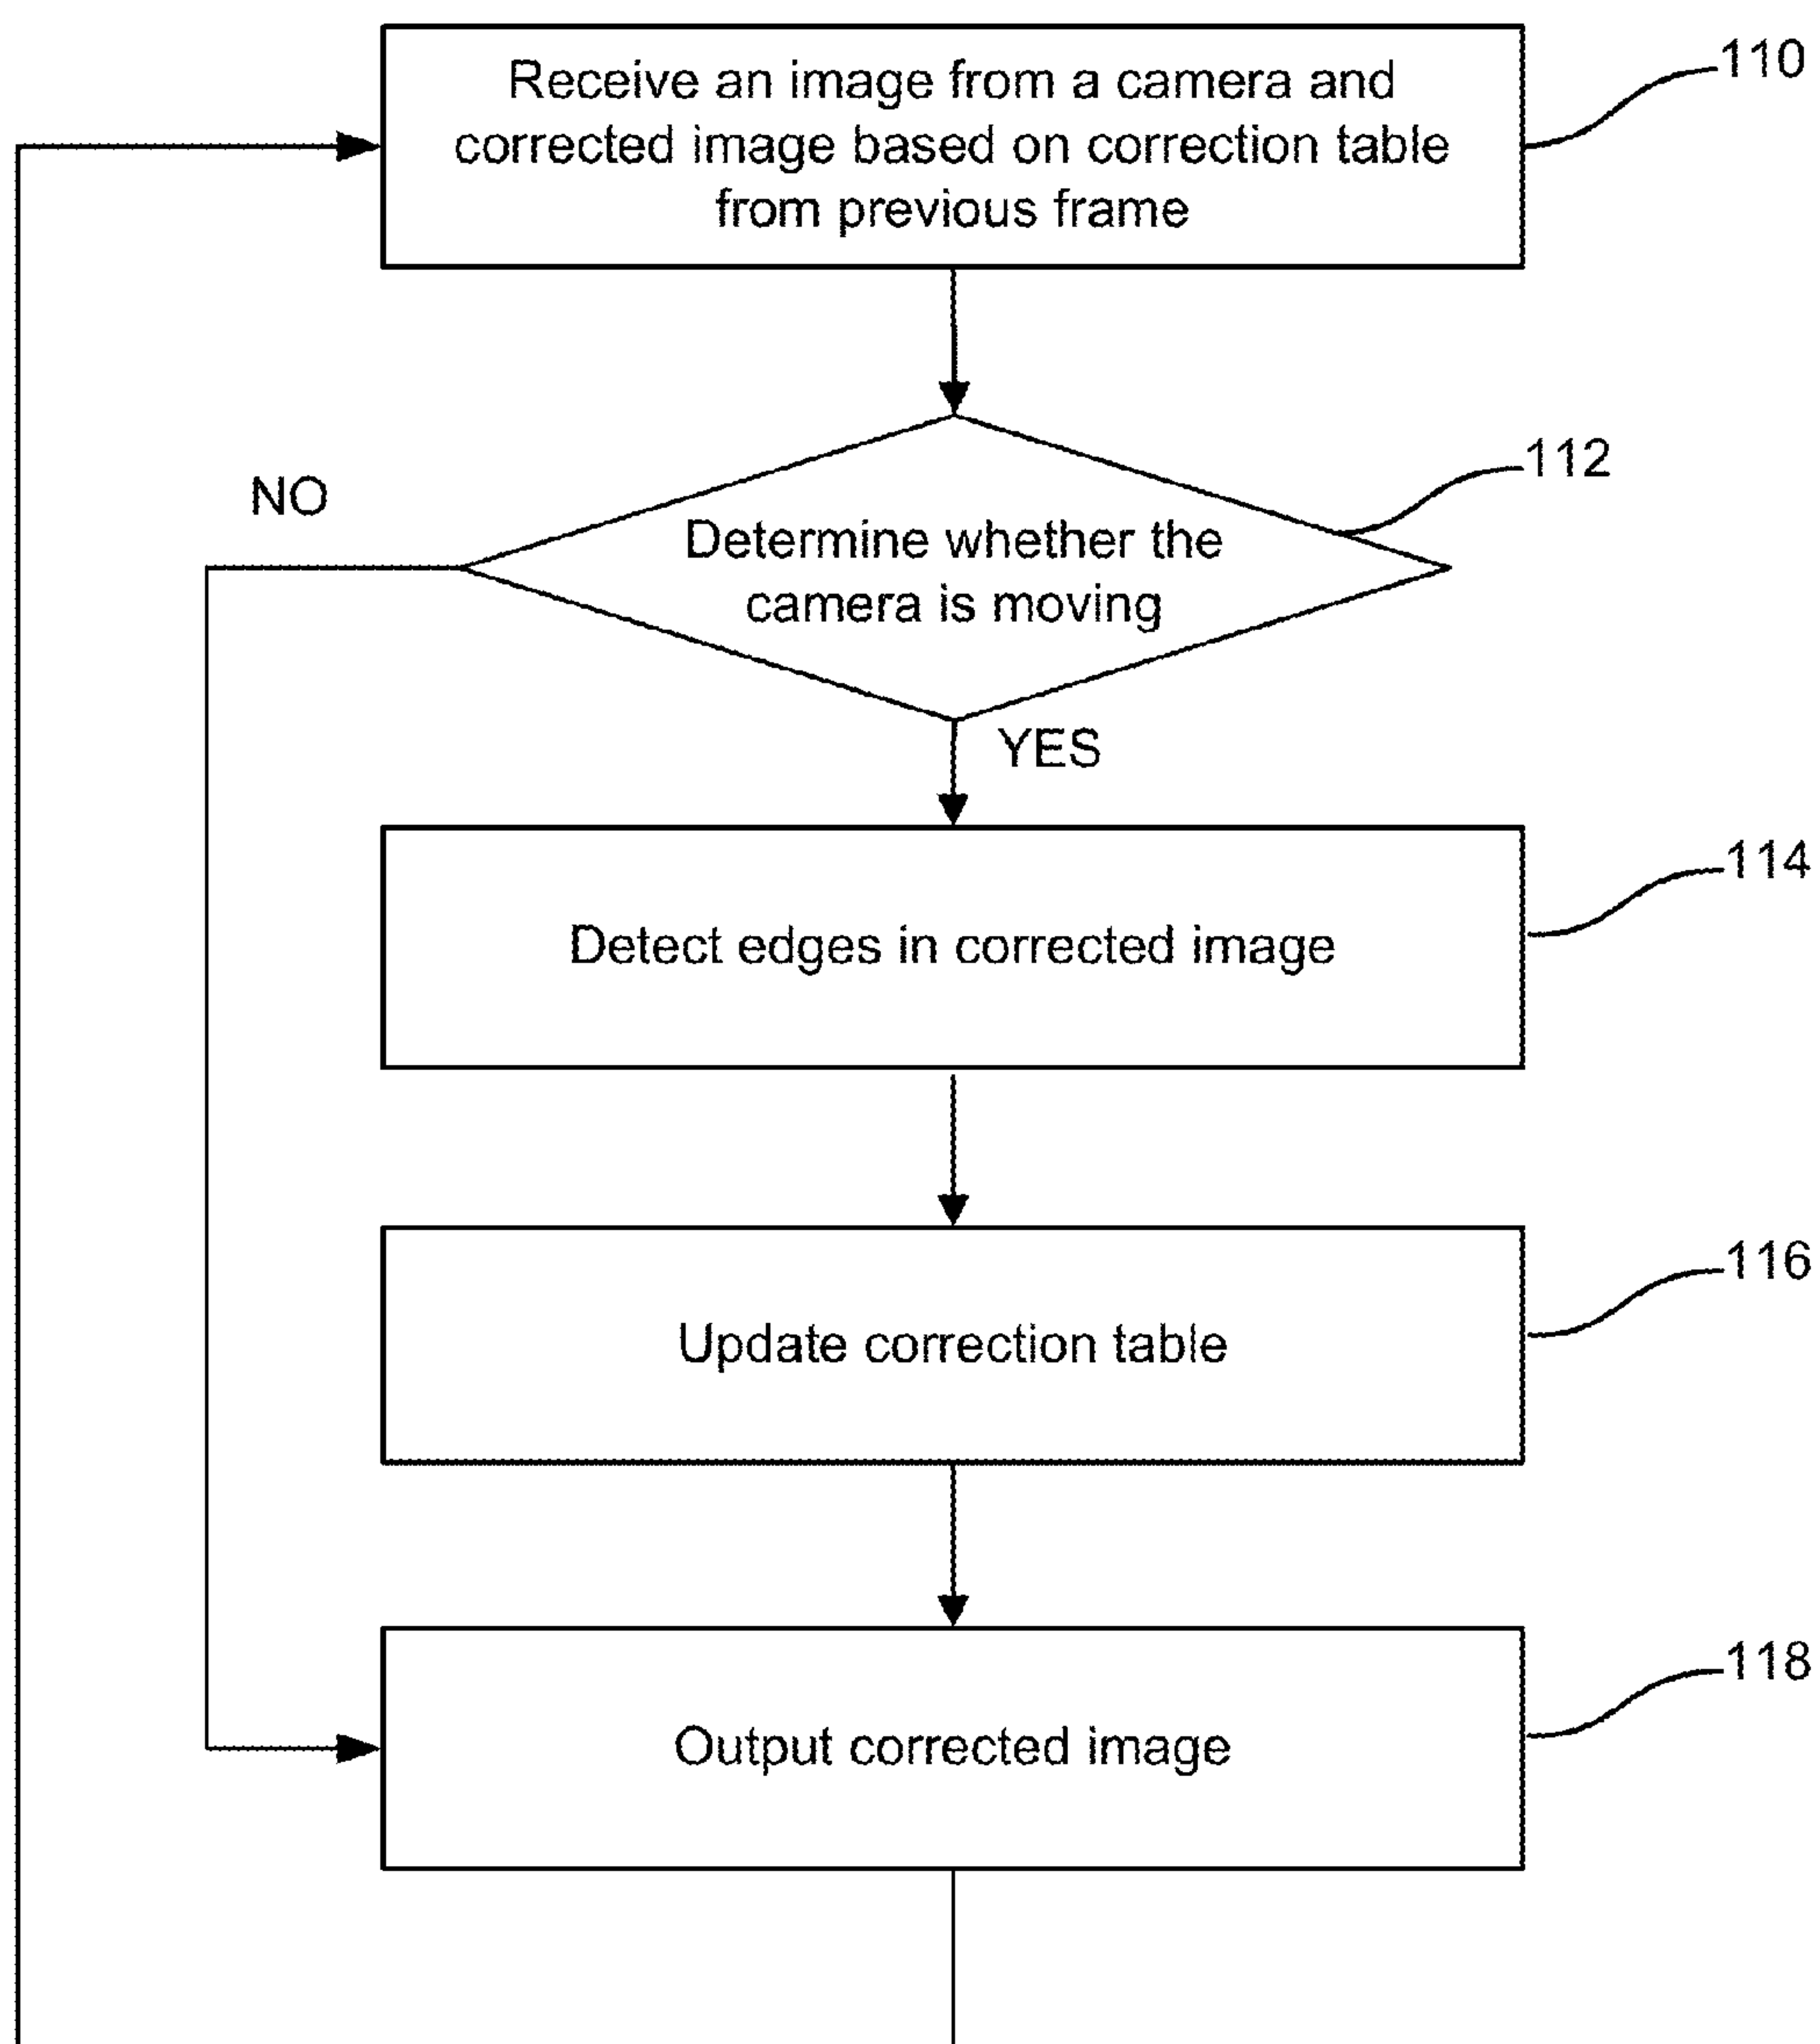 Receive an image from a camera and
corrected image based on correction table
from previous frame
110
NO
112
Determine whether the
camera is moving
YES
114
Detect edges in corrected image
116
Update correction table
118
Output corrected image